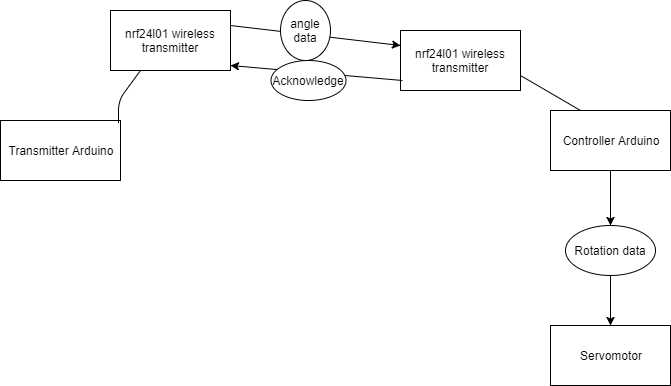 nrf24l01 wireless
transmitter
angle
data
nrf24l01 wireless
transmitter
Acknowledge
Transmitter Arduino
Controller Arduino
Rotation data
Servomotor